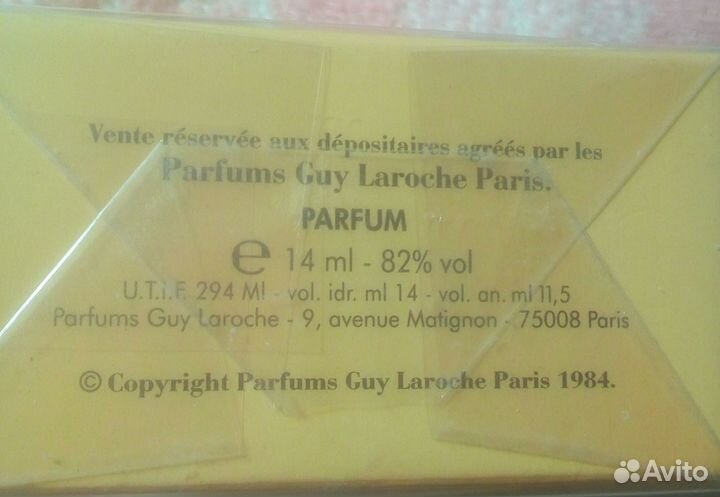 Vente réservée aux dépositaires agréés par les
Parfums Guy Laroche Paris.
PARFUM
℮ 14 ml - 82% vol
U.T.I.F. 294 MI - vol. idr. ml 14 - vol. an. ml 11,5
Parfums Guy Laroche - 9, avenue Matignon - 75008 Paris
© Copyright Parfums Guy Laroche Paris 1984.
Avito